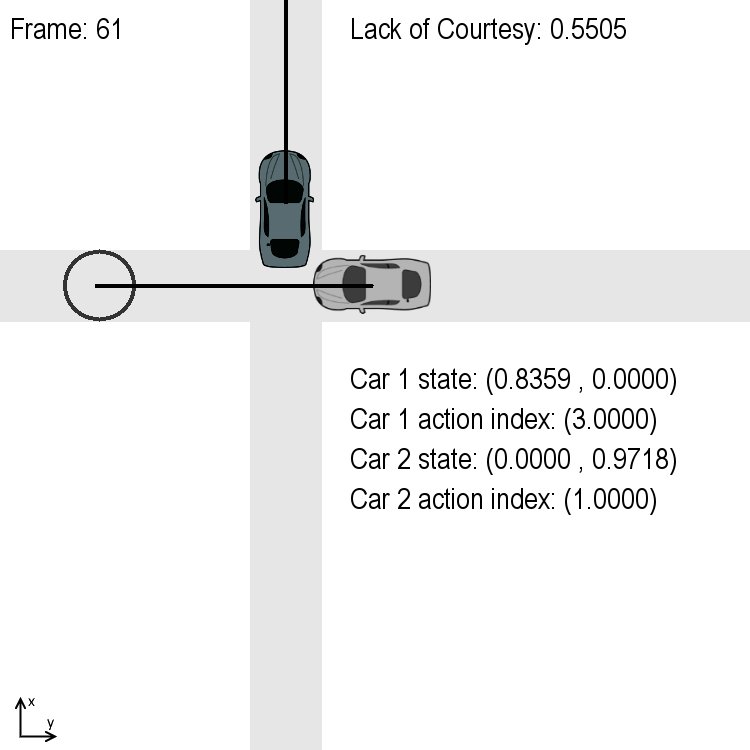 Frame: 61
Lack of Courtesy: 0.5505
Car 1 state: (0.8359 , 0.0000)
Car 1 action index: (3.0000)
Car 2 state: (0.0000 , 0.9718)
Car 2 action index: (1.0000)
x
y